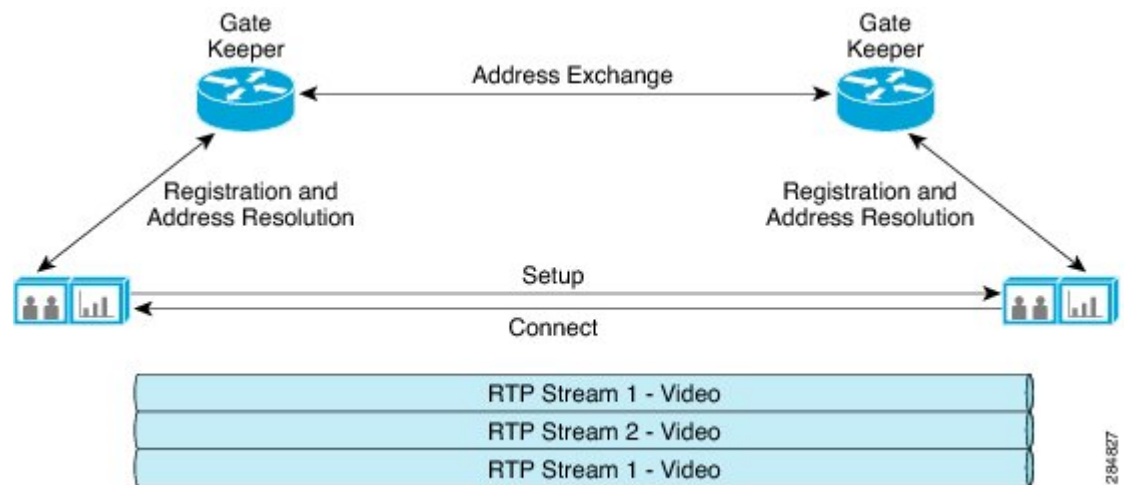 Gate
Keeper
Gate
Keeper
Address Exchange
Registration and
Address Resolution
Registration and
Address Resolution
Setup
Connect
RTP Stream 1 - Video
RTP Stream 2 - Video
RTP Stream 1 - Video
284827